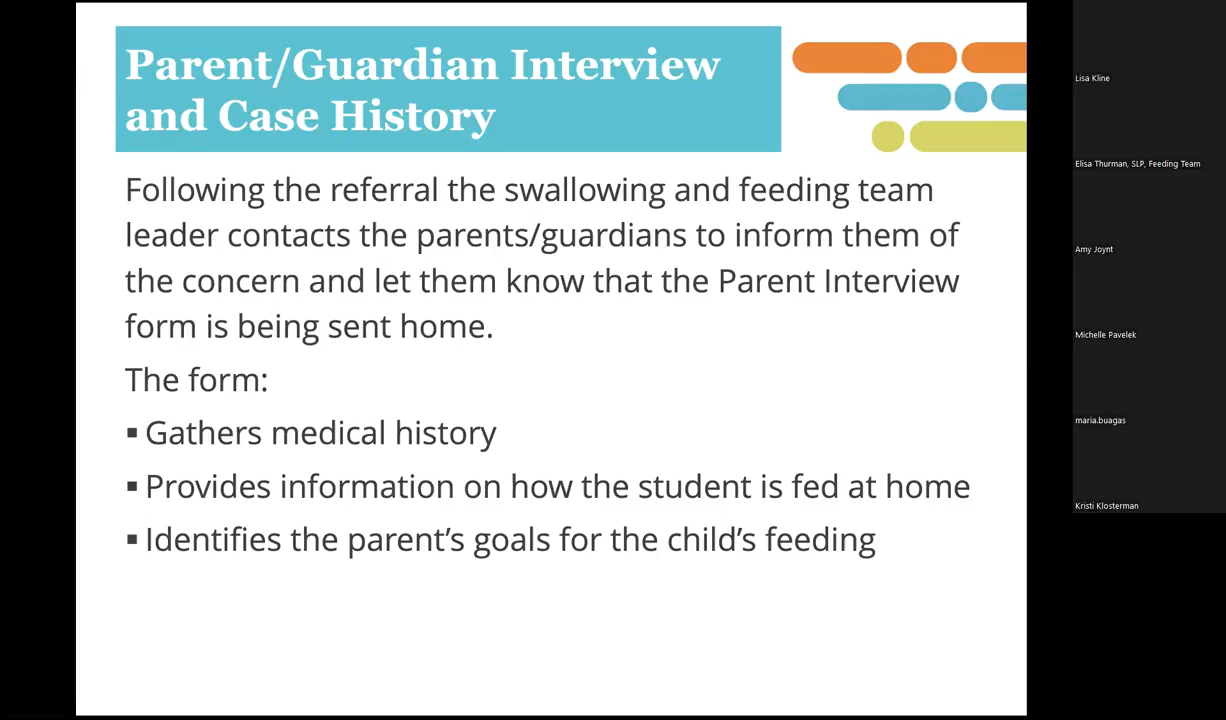 Parent/Guardian Interview
and Case History
Following the referral the swallowing and feeding team
leader contacts the parents/guardians to inform them of
the concern and let them know that the Parent Interview
form is being sent home.
The form:
▪ Gathers medical history
▪ Provides information on how the student is fed at home
▪ Identifies the parent’s goals for the child’s feeding
Lisa Kline
Elisa Thurman, SLP, Feeding Team
Amy Joynt
Michelle Pavelek
maria.buagas
Kristi Klosterman